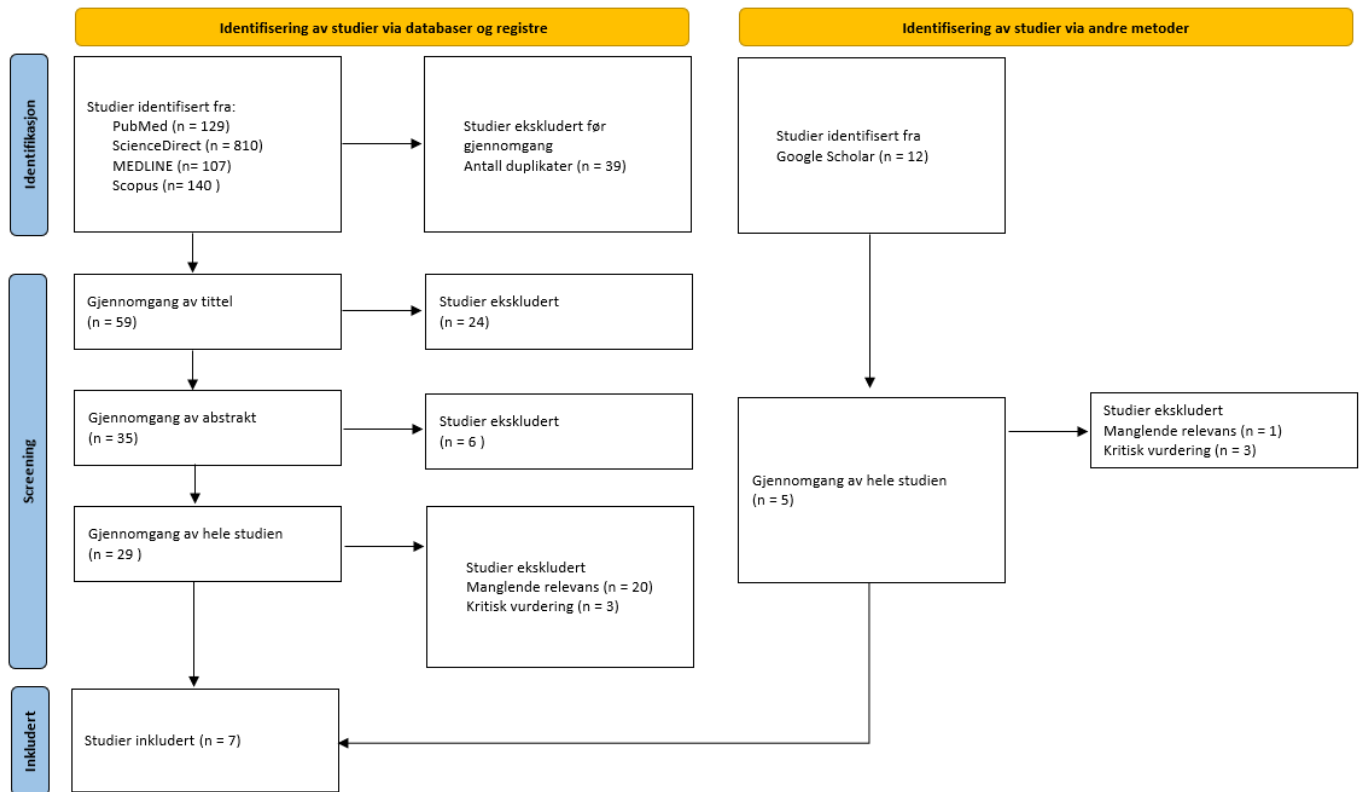 Identifisering av studier via databaser og registre
Identifisering av studier via andre metoder
Identifikasjon
Studier identifisert fra:
PubMed (n = 129)
ScienceDirect (n = 810)
MEDLINE (n= 107)
Scopus (n= 140 )
Studier ekskludert før
gjennomgang
Antall duplikater (n = 39)
Studier identifisert fra
Google Scholar (n = 12)
Screening
Gjennomgang av tittel
(n = 59)
Studier ekskludert
(n = 24)
Gjennomgang av abstrakt
(n = 35)
Studier ekskludert
(n = 6 )
Gjennomgang av hele studien
(n = 29 )
Studier ekskludert
Manglende relevans (n = 20)
Kritisk vurdering (n = 3)
Gjennomgang av hele studien
(n = 5)
Studier ekskludert
Manglende relevans (n = 1)
Kritisk vurdering (n = 3)
Inkludert
Studier inkludert (n = 7)